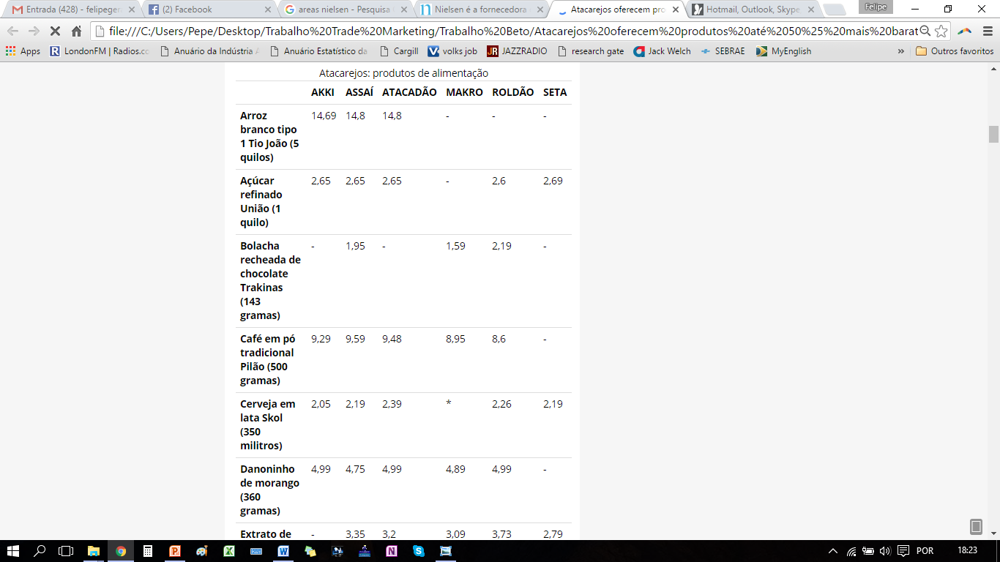 Entrada (428) - felipeger
(2) Facebook
areas nielsen - Pesquisa
Nielsen é a fornecedora
Atacarejos oferecem pro
Hotmail, Outlook, Skype
Felipe
file:///C:/Users/Pepe/Desktop/Trabalho%20Trade%20Marketing/Trabalho%20Beto/Atacarejos%20oferecem%20produtos%20até%2050%25%20mais%20barat
Apps
LondonFM | Radios.cc
Anuário da Indústria
Anuário Estatístico da
Cargill
volks job
JAZZRADIO
research gate
Jack Welch
SEBRAE
MyEnglish
»
Outros favoritos
Atacarejos: produtos de alimentação
AKKI ASSAÍ ATACADÃO MAKRO ROLDÃO SETA
Arroz 14,69 14,8 14,8 - - -
branco tipo
1 Tio João (5
quilos)
Açúcar 2,65 2,65 2,65 - 2,6 2,69
refinado
União (1
quilo)
Bolacha - 1,95 - 1,59 2,19 -
recheada de
chocolate
Trakinas
(143
gramas)
Café em pó 9,29 9,59 9,48 8,95 8,6 -
tradicional
Pilão (500
gramas)
Cerveja em 2,05 2,19 2,39 * 2,26 2,19
lata Skol
(350
militros)
Danoninho 4,99 4,75 4,99 4,89 4,99 -
de morango
(360
gramas)
Extrato de - 3,35 3,2 3,09 3,73 2,79
POR
18:23